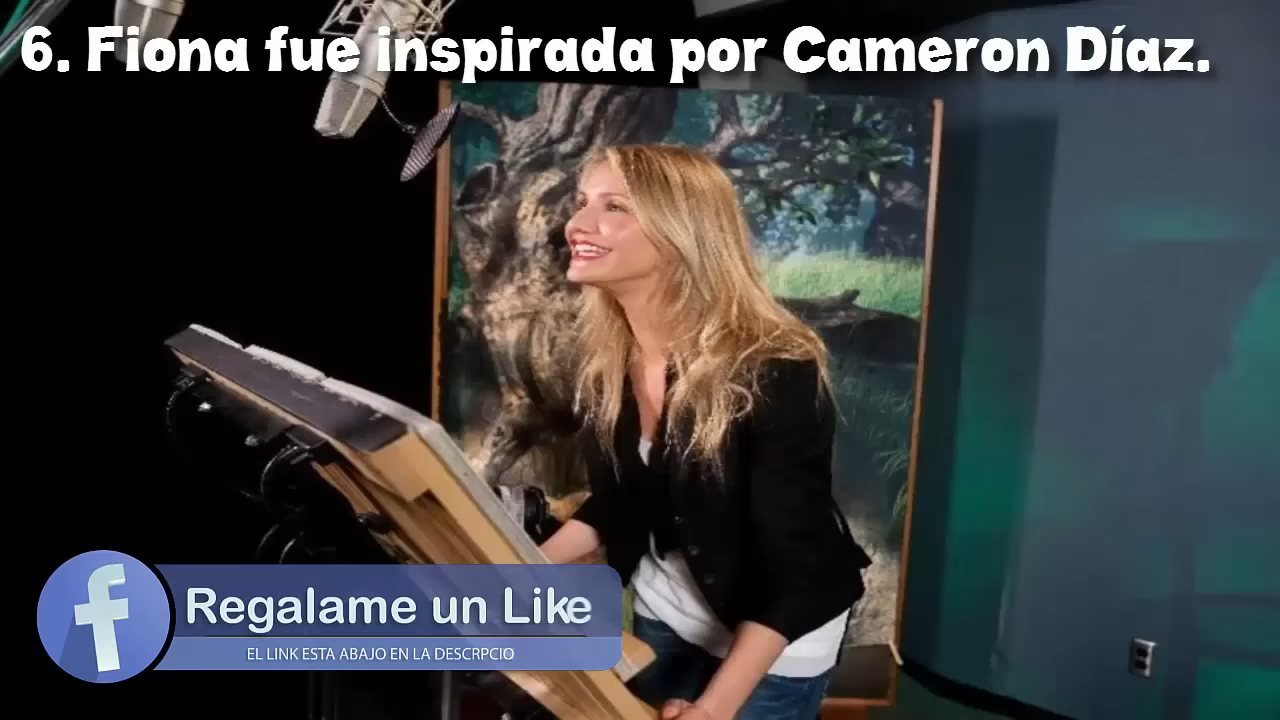 6. Fiona fue inspirada por Cameron Díaz.
Regalame un Like
EL LINK ESTA ABAJO EN LA DESCRPCIO